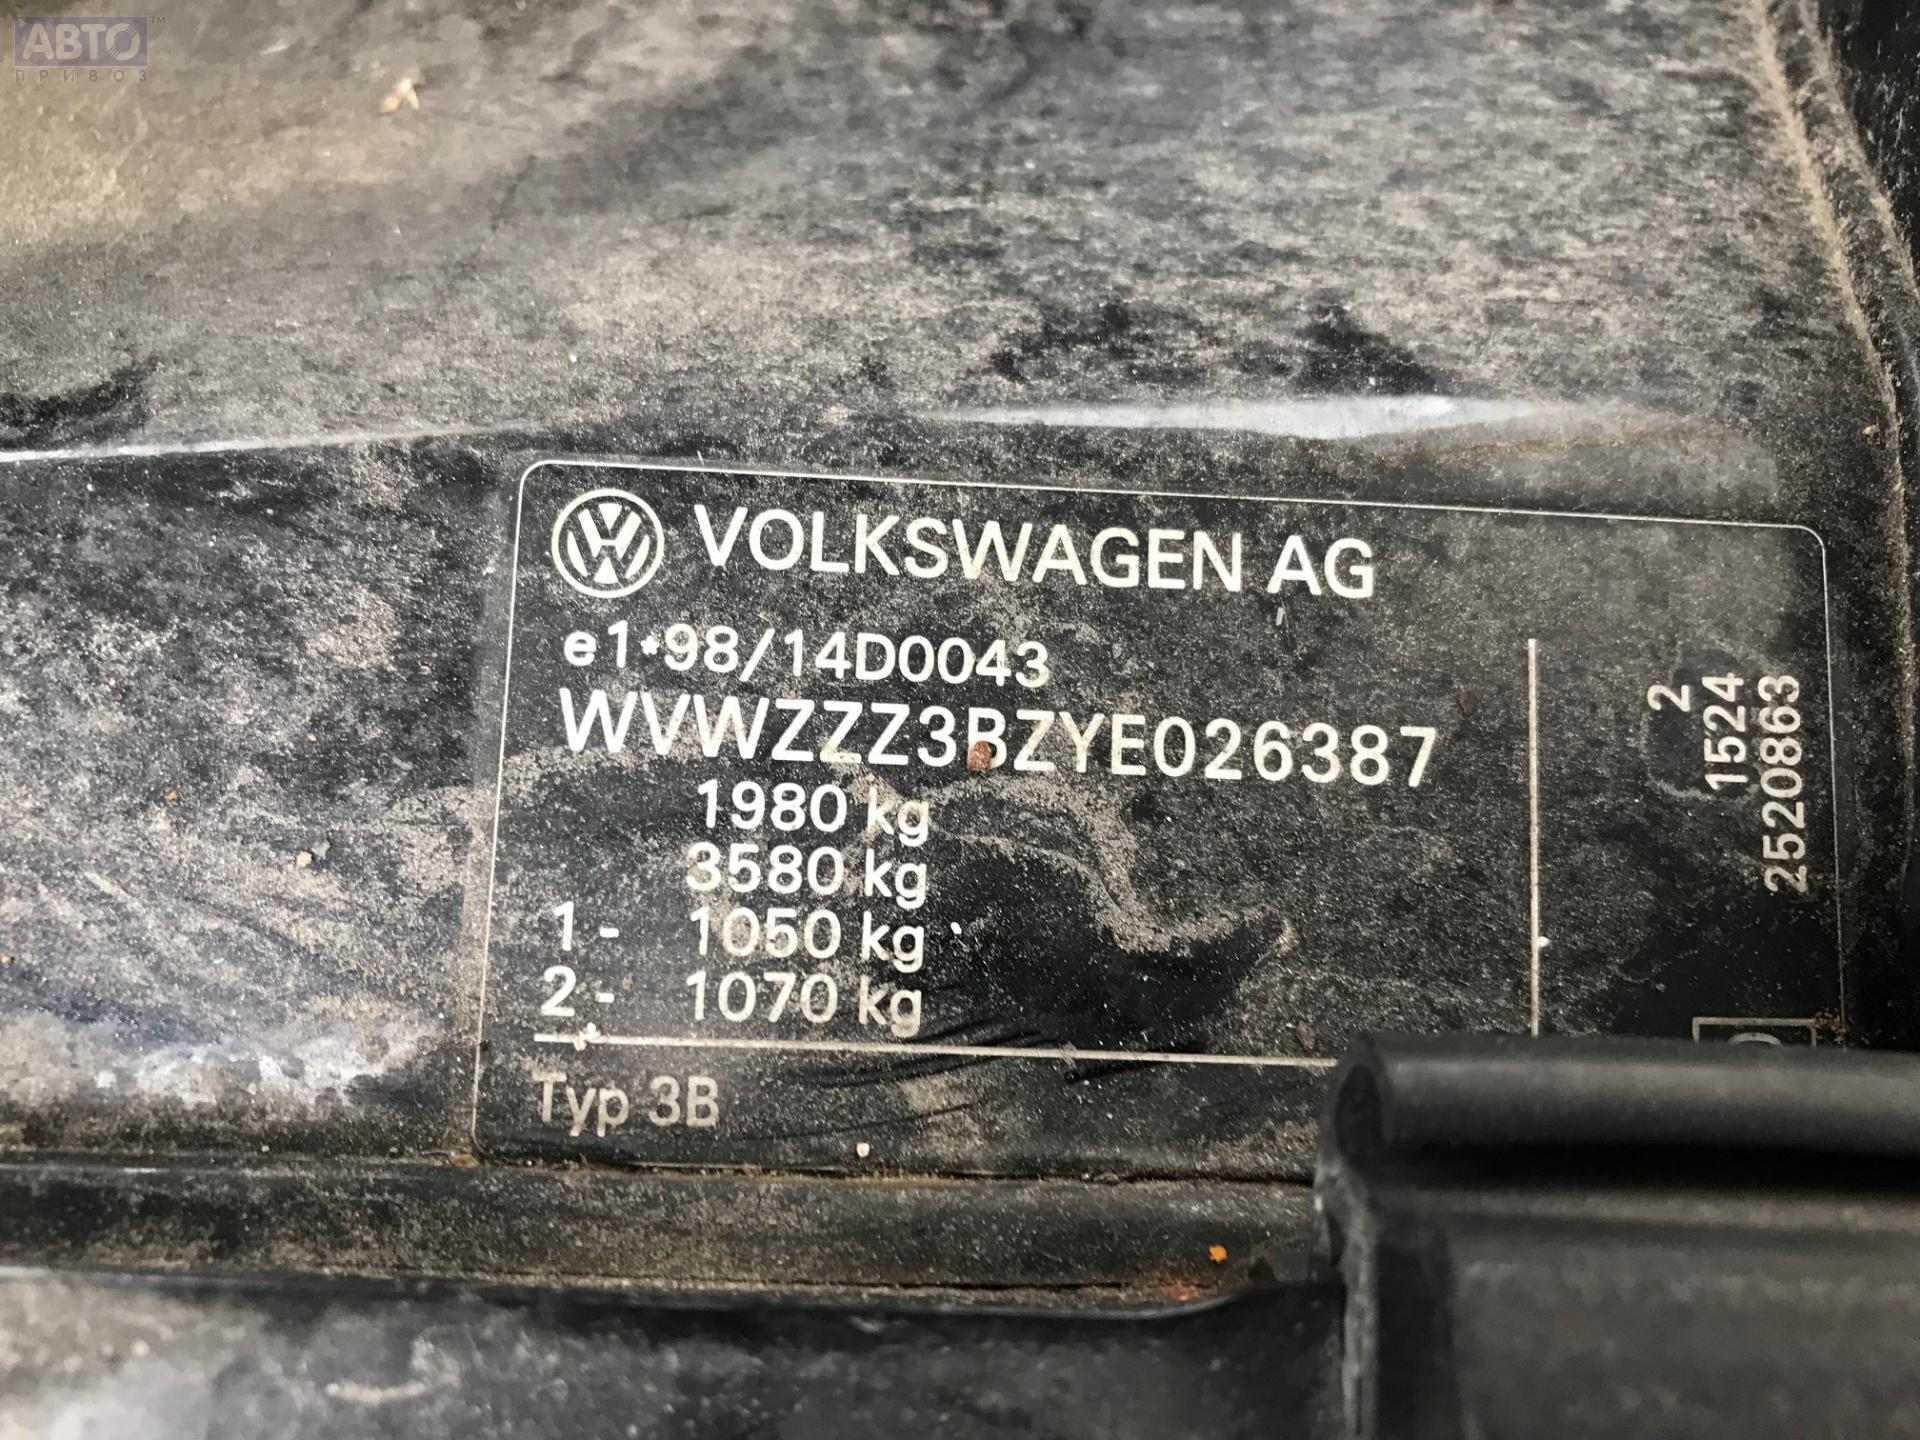 АВТО™
ПРИВОЗ
VOLKSWAGEN AG
e1*98/14D0043
WVWZZZ3BZYE026387
1980 kg
3580 kg
1- 1050 kg
2- 1070 kg
Typ 3B
2
1524
2520863